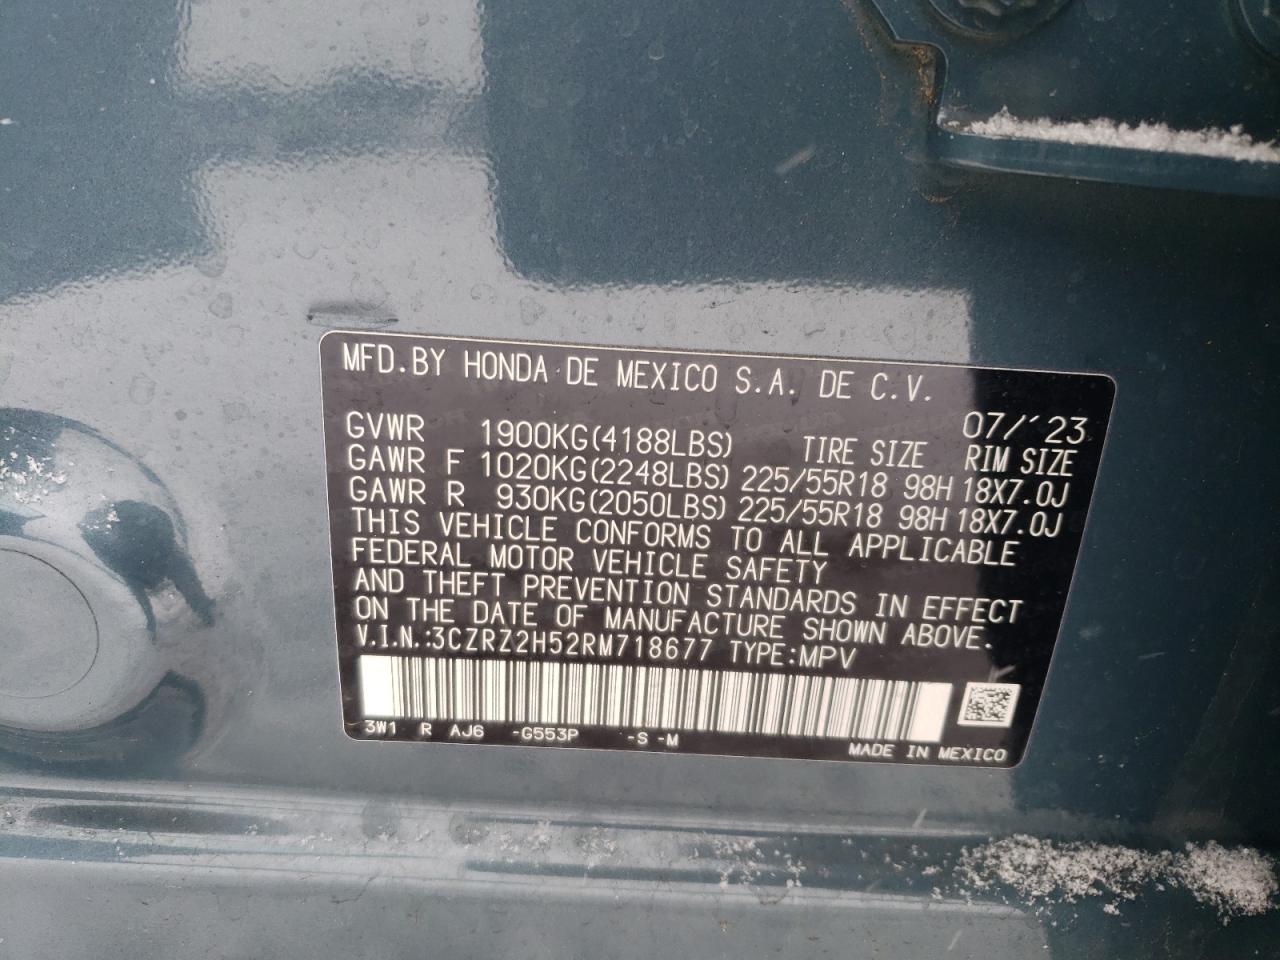 MFD.BY HONDA DE MEXICO S.A. DE C.V.
07/´23
GVWR 1900KG(4188LBS) TIRE SIZE RIM SIZE
GAWR F 1020KG(2248LBS) 225/55R18 98H 18X7.0J
GAWR R 930KG(2050LBS) 225/55R18 98H 18X7.0J
THIS VEHICLE CONFORMS TO ALL APPLICABLE
FEDERAL MOTOR VEHICLE SAFETY
AND THEFT PREVENTION STANDARDS IN EFFECT
ON THE DATE OF MANUFACTURE SHOWN ABOVE.
V.I.N.:3CZRZ2H52RM718677 TYPE:MPV
3W1 R AJ6 -G553P -S -M
MADE IN MEXICO